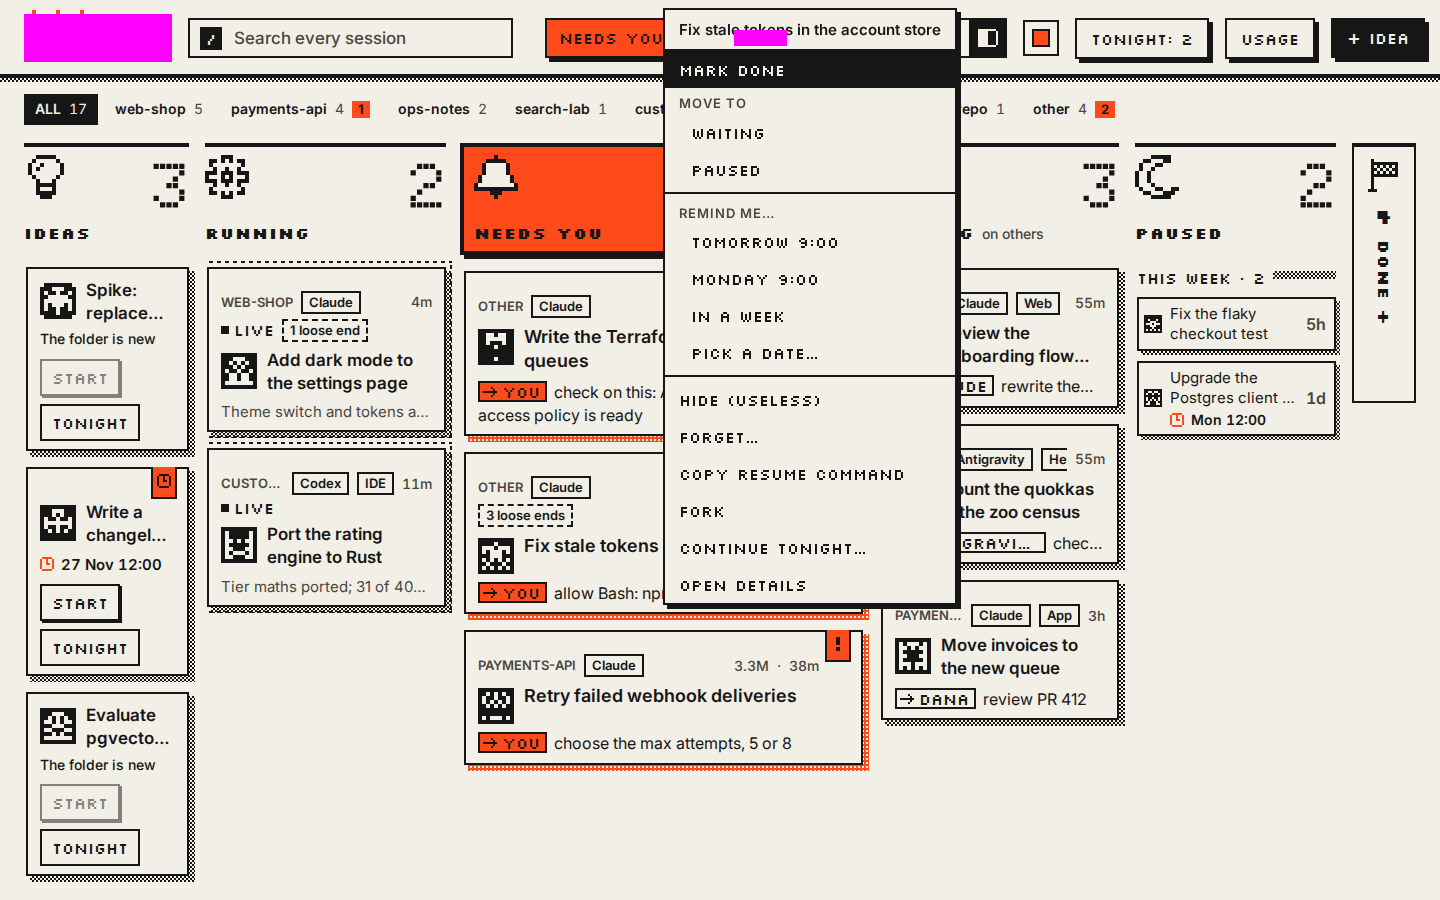 Search every session
NEEDS YOU
TONIGHT: 2
USAGE
+ IDEA
ALL 17
web-shop 5
payments-api 4 1
ops-notes 2
search-lab 1
other 4 2
Fix stale tokens in the account store
MARK DONE
MOVE TO
WAITING
PAUSED
REMIND ME...
TOMORROW 9:00
MONDAY 9:00
IN A WEEK
PICK A DATE...
HIDE (USELESS)
FORGET...
COPY RESUME COMMAND
FORK
CONTINUE TONIGHT...
OPEN DETAILS
3
IDEAS
Spike:
replace...
The folder is new
START
TONIGHT
Write a
changel...
27 Nov 12:00
START
TONIGHT
Evaluate
pgvecto...
The folder is new
START
TONIGHT
2
RUNNING
WEB-SHOP Claude 4m
LIVE 1 loose end
Add dark mode to
the settings page
Theme switch and tokens a...
CUSTO... Codex IDE 11m
LIVE
Port the rating
engine to Rust
Tier maths ported; 31 of 40...
NEEDS YOU
OTHER Claude
Write the
queues
→ YOU check on this:
access policy is ready
OTHER Claude
3 loose ends
Fix stale tokens
→ YOU allow Bash:
PAYMENTS-API Claude 3.3M · 38m
!
Retry failed webhook deliveries
→ YOU choose the max attempts, 5 or 8
3
on others
Claude Web 55m
the
flow...
rewrite the...
Antigravity He 55m
the quokkas
the zoo census
chec...
PAYMEN... Claude App 3h
Move invoices to
the new queue
→ DANA review PR 412
2
PAUSED
THIS WEEK · 2
Fix the flaky
checkout test
5h
Upgrade the
Postgres client ...
1d
Mon 12:00
4 DONE +